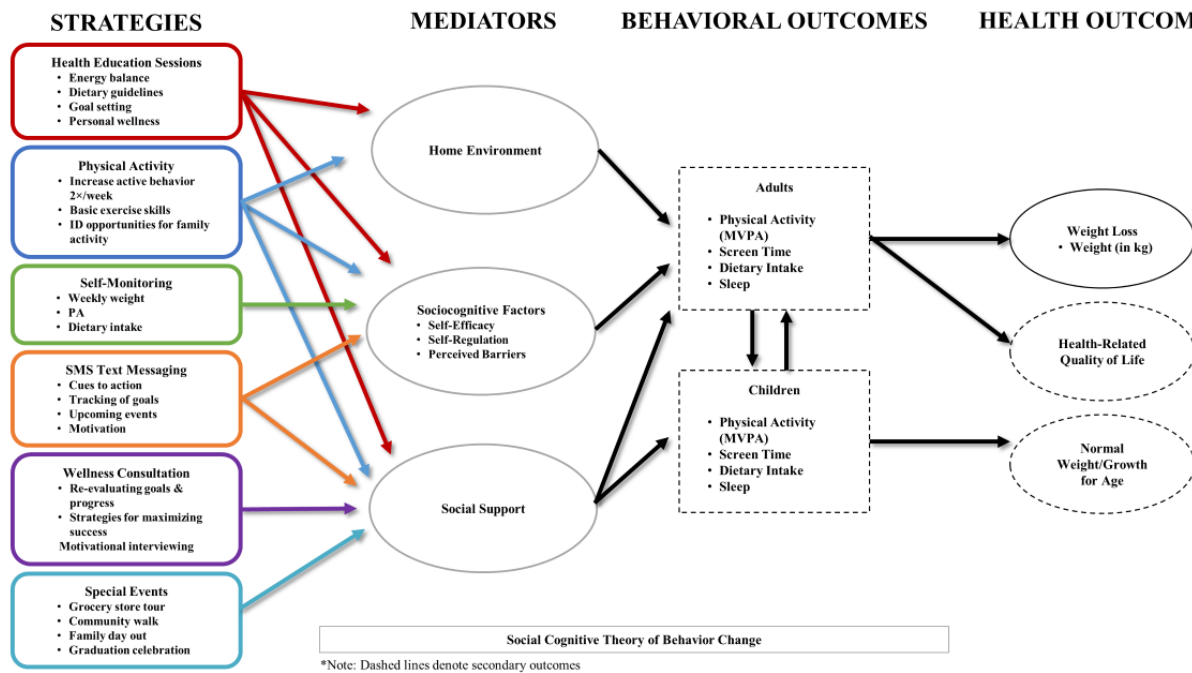 STRATEGIES
MEDIATORS
BEHAVIORAL OUTCOMES
HEALTH OUTCOM
Health Education Sessions
• Energy balance
• Dietary guidelines
• Goal setting
• Personal wellness
Physical Activity
• Increase active behavior
2×/week
• Basic exercise skills
• ID opportunities for family
activity
Self-Monitoring
• Weekly weight
• PA
• Dietary intake
SMS Text Messaging
• Cues to action
• Tracking of goals
• Upcoming events
• Motivation
Wellness Consultation
• Re-evaluating goals &
progress
• Strategies for maximizing
success
Motivational interviewing
Special Events
• Grocery store tour
• Community walk
• Family day out
• Graduation celebration
Home Environment
Sociocognitive Factors
• Self-Efficacy
• Self-Regulation
• Perceived Barriers
Social Support
Adults
• Physical Activity
(MVPA)
• Screen Time
• Dietary Intake
• Sleep
Children
• Physical Activity
(MVPA)
• Screen Time
• Dietary Intake
• Sleep
Weight Loss
• Weight (in kg)
Health-Related
Quality of Life
Normal
Weight/Growth
for Age
Social Cognitive Theory of Behavior Change
*Note: Dashed lines denote secondary outcomes